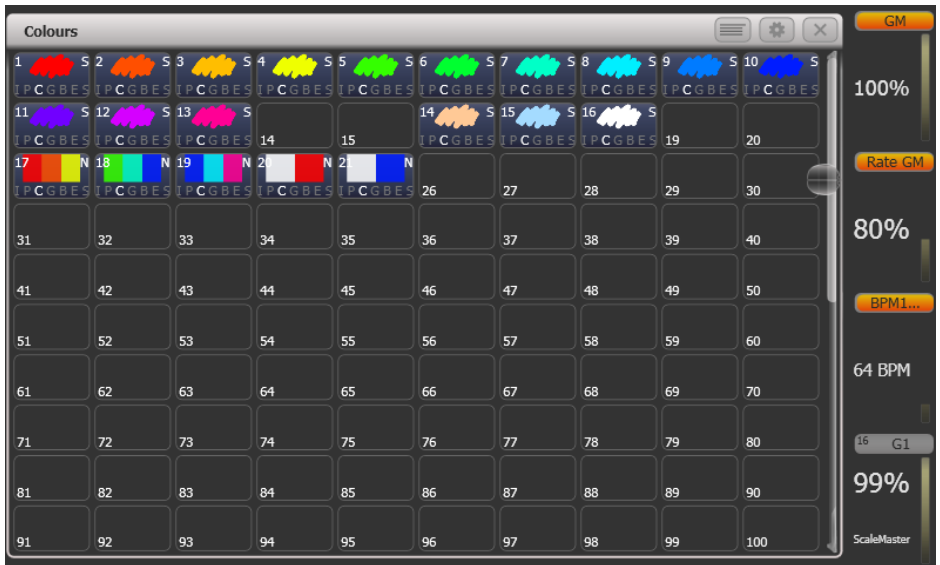 Colours
GM
1 S 2 S 3 S 4 S 5 S 6 S 7 S 8 S 9 S 10 S
IPCGBES IPCGBES IPCGBES IPCGBES IPCGBES IPCGBES IPCGBES IPCGBES IPCGBES IPCGBES
100%
11 S 12 S 13 S 14 S 15 S 16 S
IPCGBES IPCGBES IPCGBES 14 15 IPCGBES IPCGBES IPCGBES 19 20
17 N 18 N 19 N 20 N 21 N
Rate GM
IPCGBES IPCGBES IPCGBES IPCGBES IPCGBES 26 27 28 29 30
31 32 33 34 35 36 37 38 39 40
80%
41 42 43 44 45 46 47 48 49 50
BPM1...
51 52 53 54 55 56 57 58 59 60
64 BPM
61 62 63 64 65 66 67 68 69 70
71 72 73 74 75 76 77 78 79 80
16 G1
81 82 83 84 85 86 87 88 89 90
99%
91 92 93 94 95 96 97 98 99 100
ScaleMaster